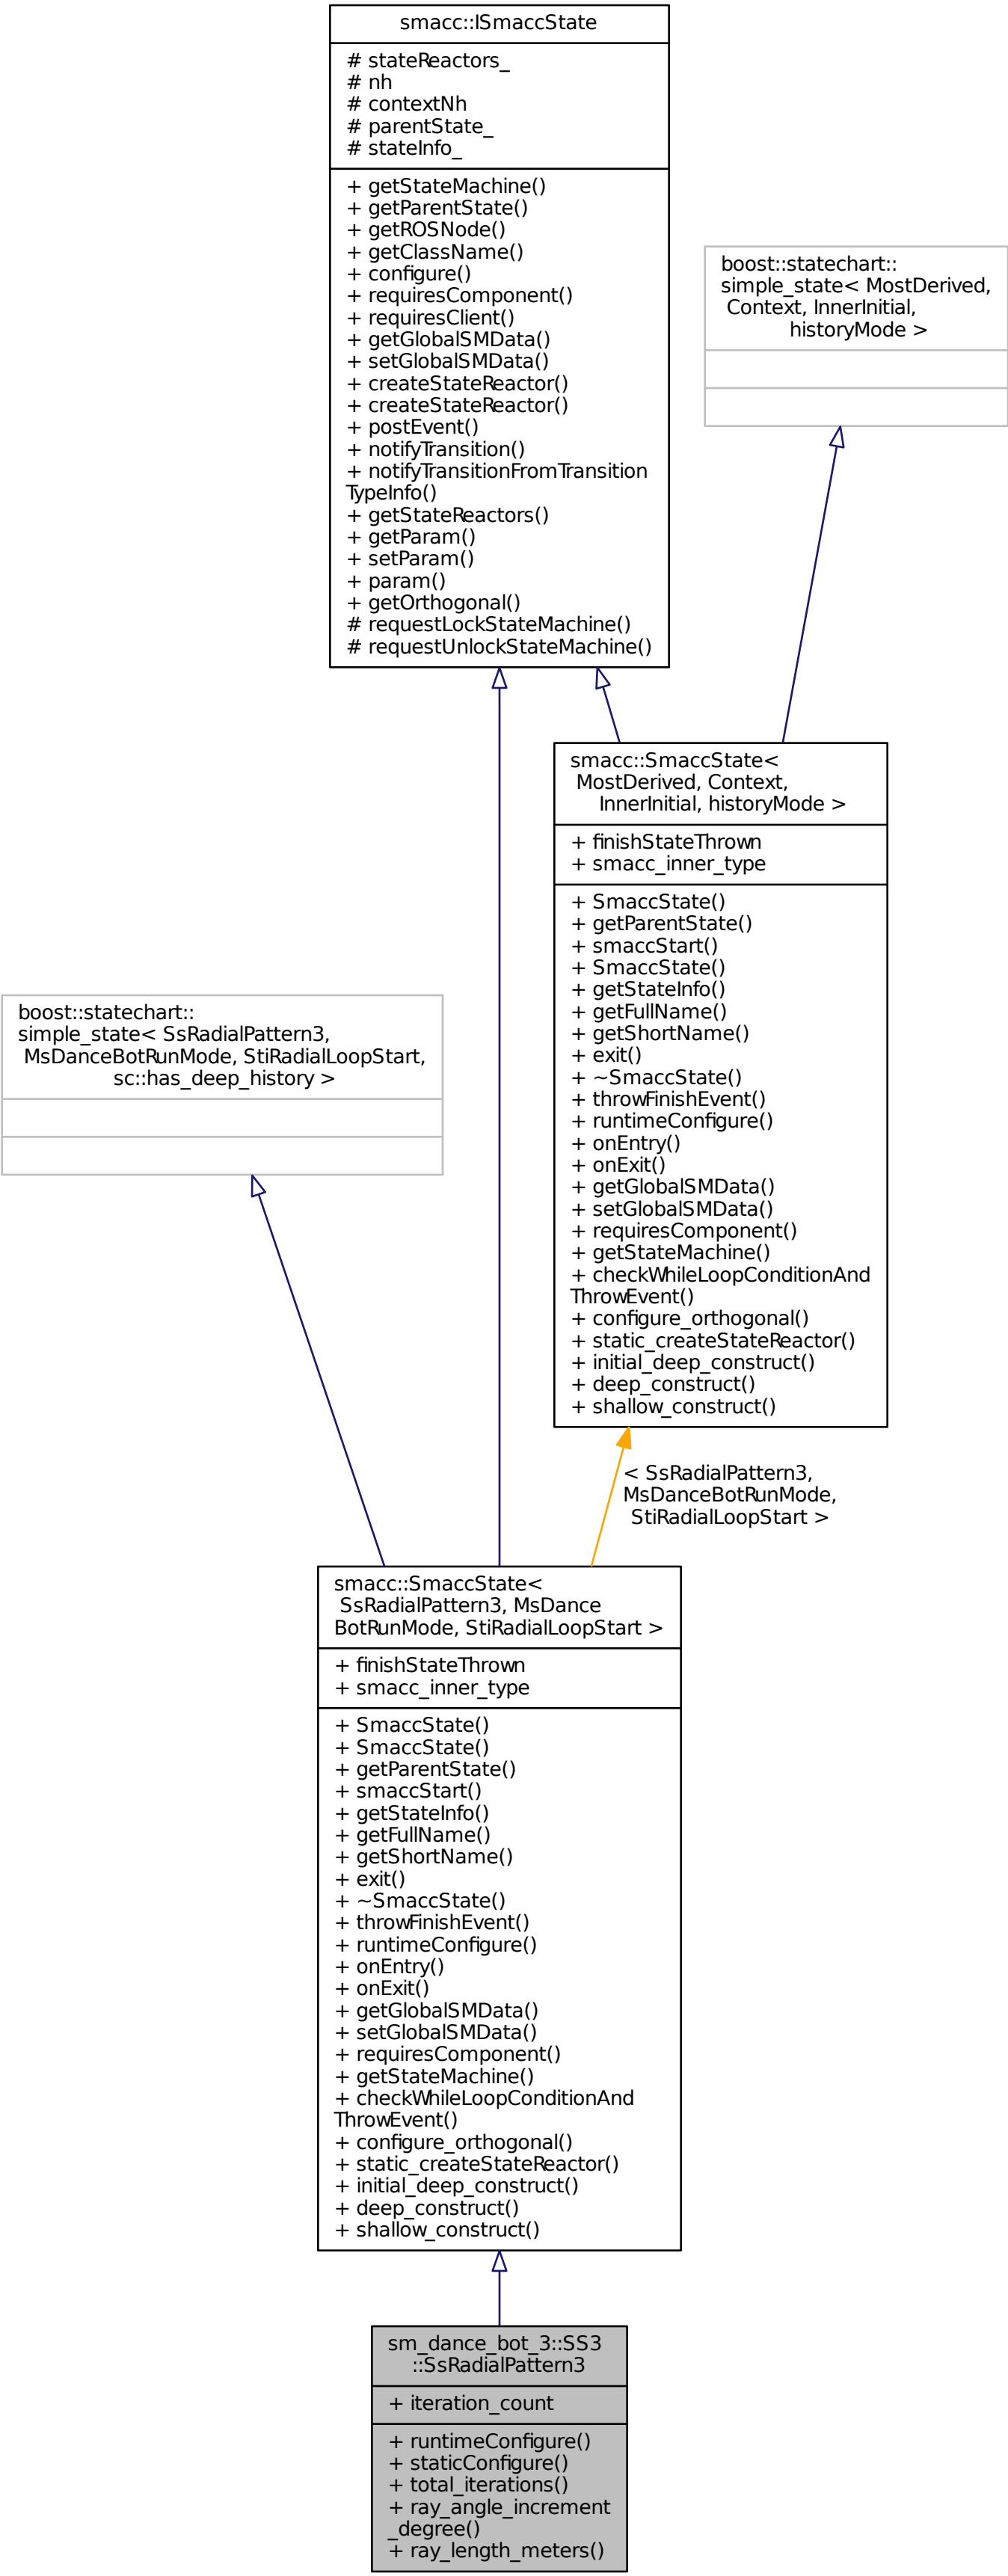 smacc::ISmaccState
# stateReactors_
# nh
# contextNh
# parentState_
# stateInfo_
+ getStateMachine()
+ getParentState()
+ getROSNode()
+ getClassName()
+ configure()
+ requiresComponent()
+ requiresClient()
+ getGlobalSMData()
+ setGlobalSMData()
+ createStateReactor()
+ createStateReactor()
+ postEvent()
+ notifyTransition()
+ notifyTransitionFromTransition
TypeInfo()
+ getStateReactors()
+ getParam()
+ setParam()
+ param()
+ getOrthogonal()
# requestLockStateMachine()
# requestUnlockStateMachine()
boost::statechart::
simple_state< MostDerived,
Context, InnerInitial,
historyMode >
smacc::SmaccState<
MostDerived, Context,
InnerInitial, historyMode >
+ finishStateThrown
+ smacc_inner_type
+ SmaccState()
+ getParentState()
+ smaccStart()
+ SmaccState()
+ getStateInfo()
+ getFullName()
+ getShortName()
+ exit()
+ ~SmaccState()
+ throwFinishEvent()
+ runtimeConfigure()
+ onEntry()
+ onExit()
+ getGlobalSMData()
+ setGlobalSMData()
+ requiresComponent()
+ getStateMachine()
+ checkWhileLoopConditionAnd
ThrowEvent()
+ configure_orthogonal()
+ static_createStateReactor()
+ initial_deep_construct()
+ deep_construct()
+ shallow_construct()
boost::statechart::
simple_state< SsRadialPattern3,
MsDanceBotRunMode, StiRadialLoopStart,
sc::has_deep_history >
< SsRadialPattern3,
MsDanceBotRunMode,
StiRadialLoopStart >
smacc::SmaccState<
SsRadialPattern3, MsDance
BotRunMode, StiRadialLoopStart >
+ finishStateThrown
+ smacc_inner_type
+ SmaccState()
+ SmaccState()
+ getParentState()
+ smaccStart()
+ getStateInfo()
+ getFullName()
+ getShortName()
+ exit()
+ ~SmaccState()
+ throwFinishEvent()
+ runtimeConfigure()
+ onEntry()
+ onExit()
+ getGlobalSMData()
+ setGlobalSMData()
+ requiresComponent()
+ getStateMachine()
+ checkWhileLoopConditionAnd
ThrowEvent()
+ configure_orthogonal()
+ static_createStateReactor()
+ initial_deep_construct()
+ deep_construct()
+ shallow_construct()
sm_dance_bot_3::SS3
::SsRadialPattern3
+ iteration_count
+ runtimeConfigure()
+ staticConfigure()
+ total_iterations()
+ ray_angle_increment
_degree()
+ ray_length_meters()